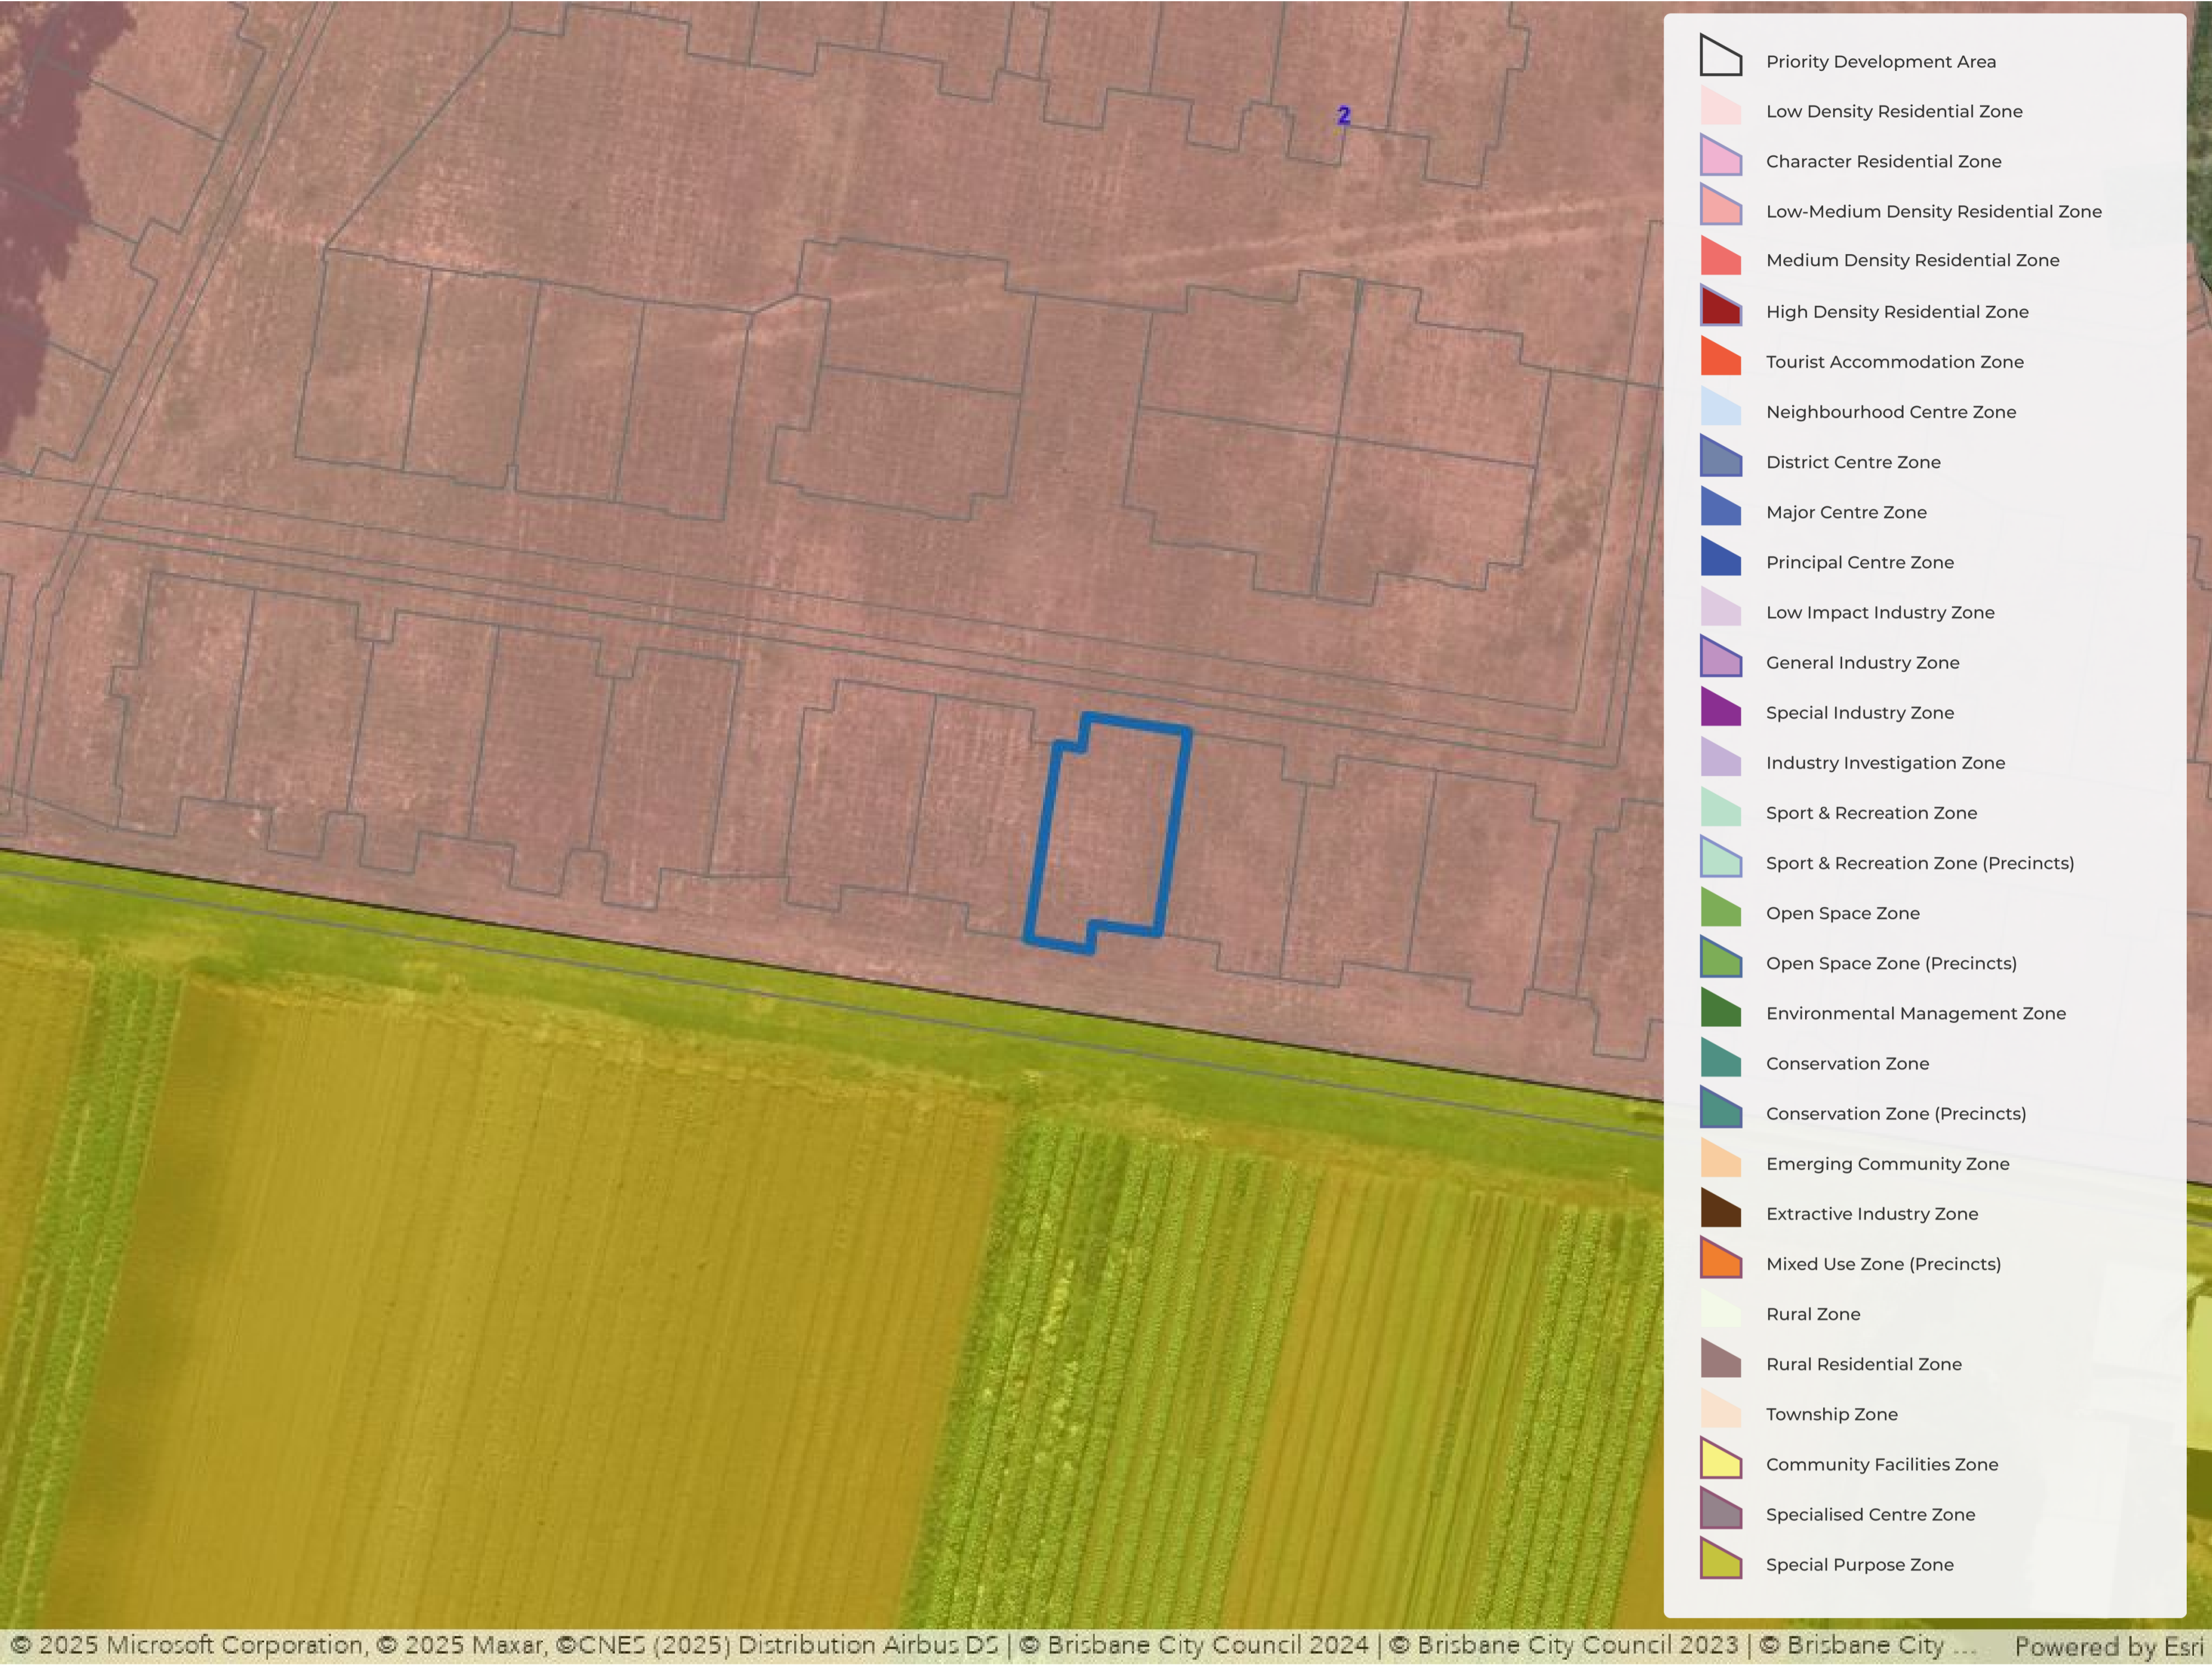 2
Priority Development Area
Low Density Residential Zone
Character Residential Zone
Low-Medium Density Residential Zone
Medium Density Residential Zone
High Density Residential Zone
Tourist Accommodation Zone
Neighbourhood Centre Zone
District Centre Zone
Major Centre Zone
Principal Centre Zone
Low Impact Industry Zone
General Industry Zone
Special Industry Zone
Industry Investigation Zone
Sport & Recreation Zone
Sport & Recreation Zone (Precincts)
Open Space Zone
Open Space Zone (Precincts)
Environmental Management Zone
Conservation Zone
Conservation Zone (Precincts)
Emerging Community Zone
Extractive Industry Zone
Mixed Use Zone (Precincts)
Rural Zone
Rural Residential Zone
Township Zone
Community Facilities Zone
Specialised Centre Zone
Special Purpose Zone
© 2025 Microsoft Corporation, © 2025 Maxar, ©CNES (2025) Distribution Airbus DS | © Brisbane City Council 2024 | © Brisbane City Council 2023 | © Brisbane City ... Powered by Esri